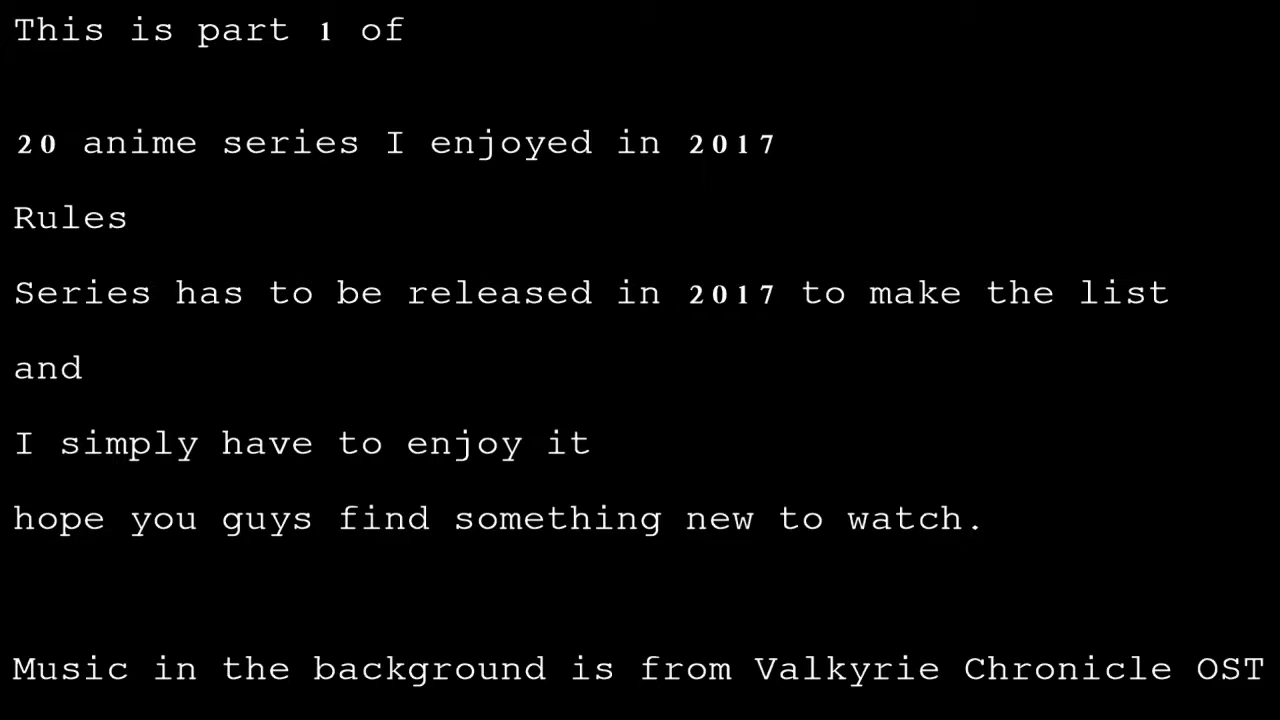 This is part 1 of
20 anime series I enjoyed in 2017
Rules
Series has to be released in 2017 to make the list
and
I simply have to enjoy it
hope you guys find something new to watch.
Music in the background is from Valkyrie Chronicle OST